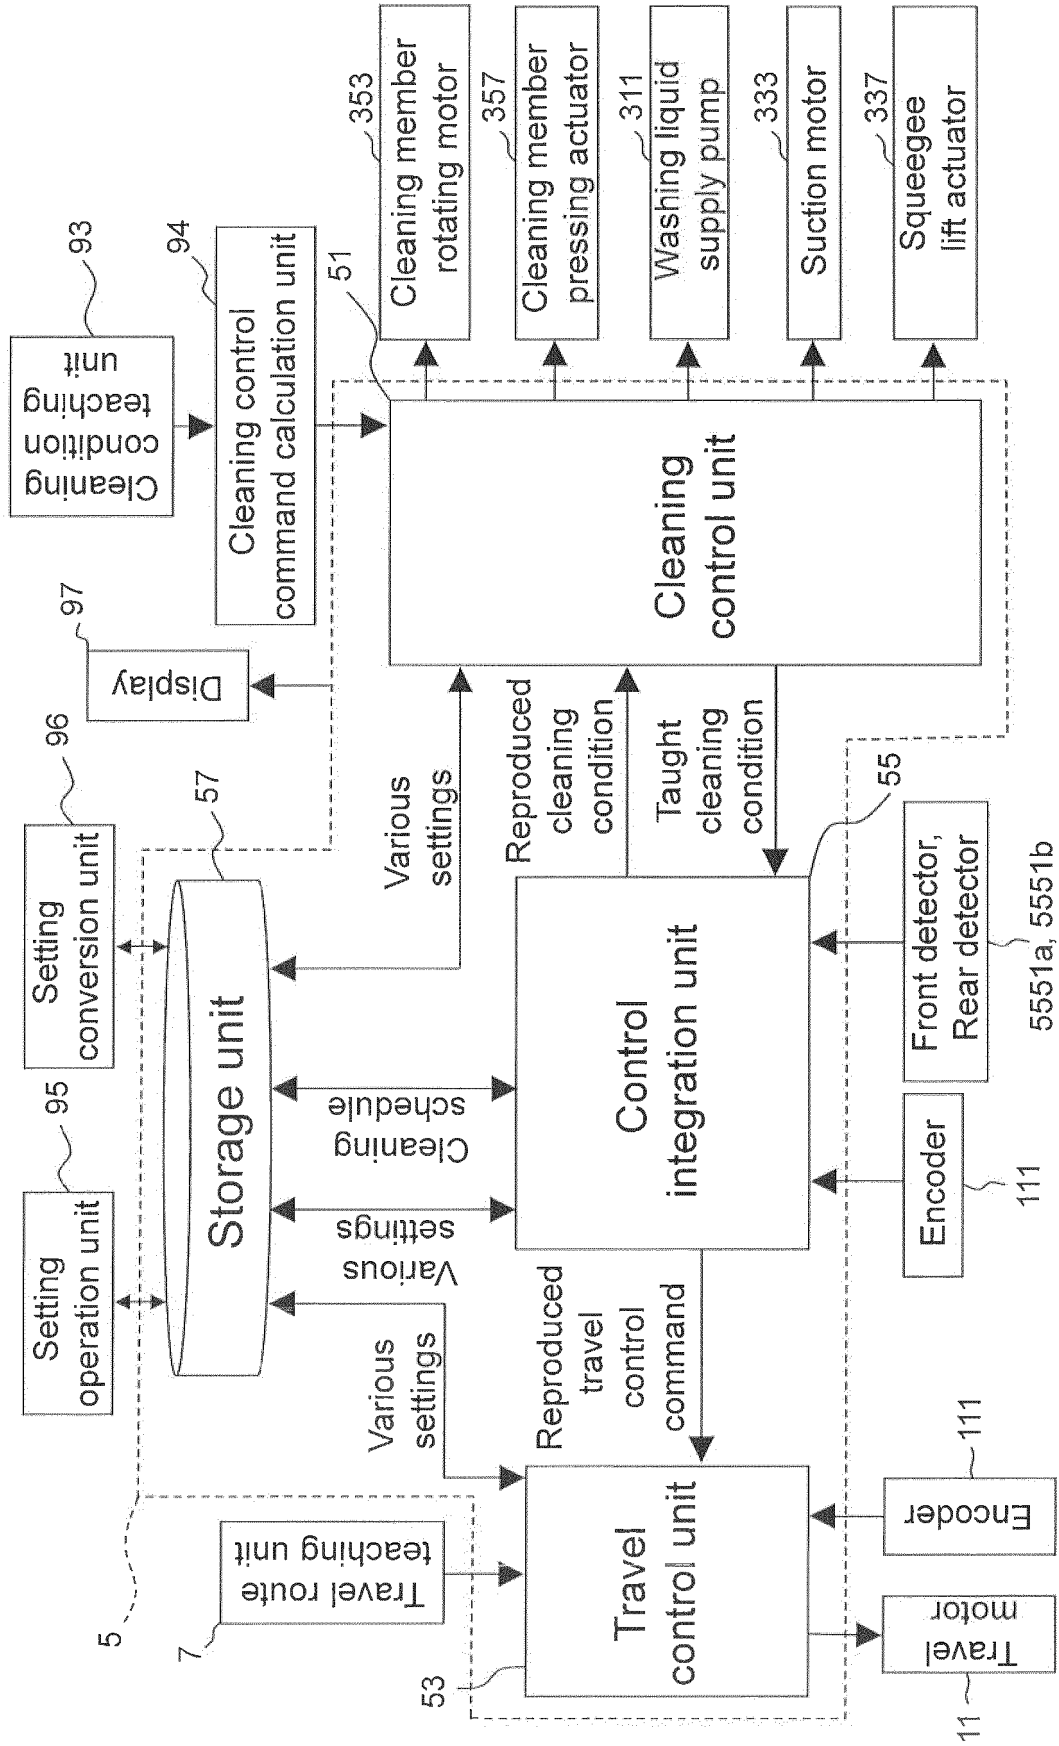 5
7
Travel route
teaching unit
53
Travel
control unit
11
Travel
motor
Encoder
111
95
Setting
operation unit
96
Setting
conversion unit
57
Storage unit
97
Display
93
Cleaning
condition
teaching
unit
94
Cleaning control
command calculation unit
51
Cleaning
control unit
Various
settings
Various
settings
Cleaning
schedule
Various
settings
Reproduced
travel
control
command
Control
integration unit
55
Reproduced
cleaning
condition
Taught
cleaning
condition
Encoder
111
Front detector,
Rear detector
5551a, 5551b
353
Cleaning member
rotating motor
357
Cleaning member
pressing actuator
311
Washing liquid
supply pump
333
Suction motor
337
Squeegee
lift actuator